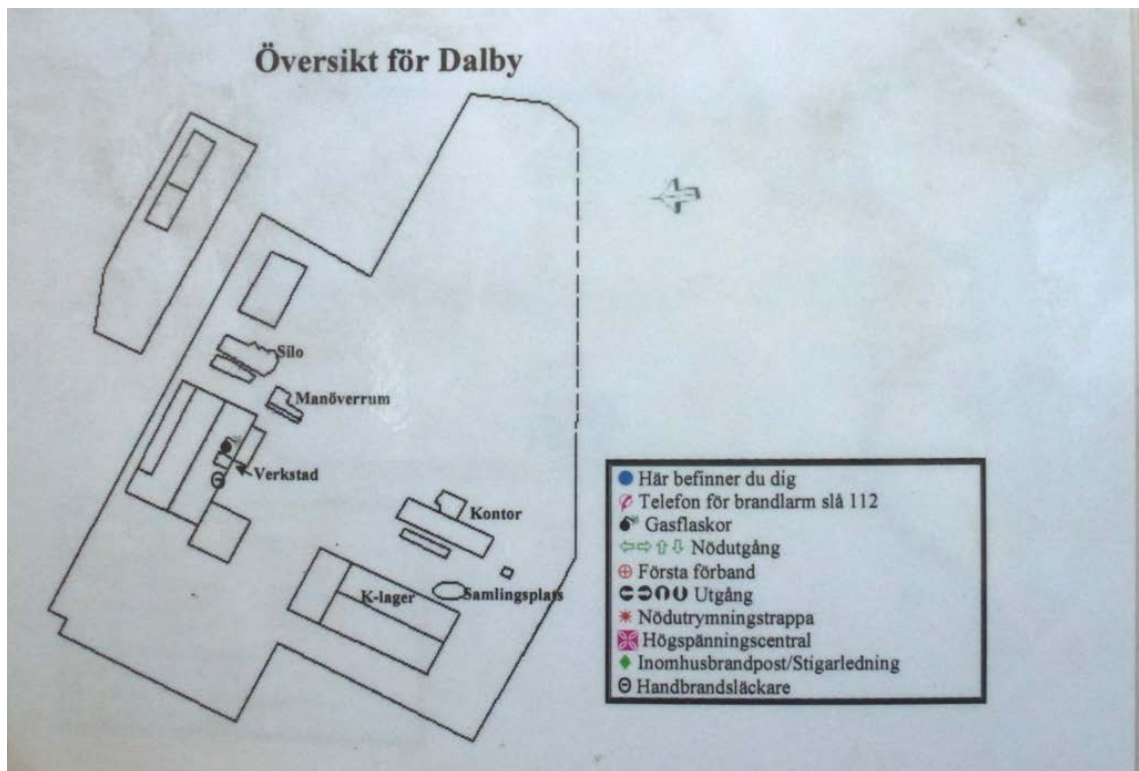 Översikt för Dalby
Silo
Manöverrum
Verkstad
Kontor
K-lager
Samlingsplats
Här befinner du dig
Telefon för brandlarm slå 112
Gasflaskor
Nödutgång
Första förband
Utgång
Nödutrymningstrappa
Högspänningscentral
Inomhusbrandpost/Stigarledning
Handbrandsläckare